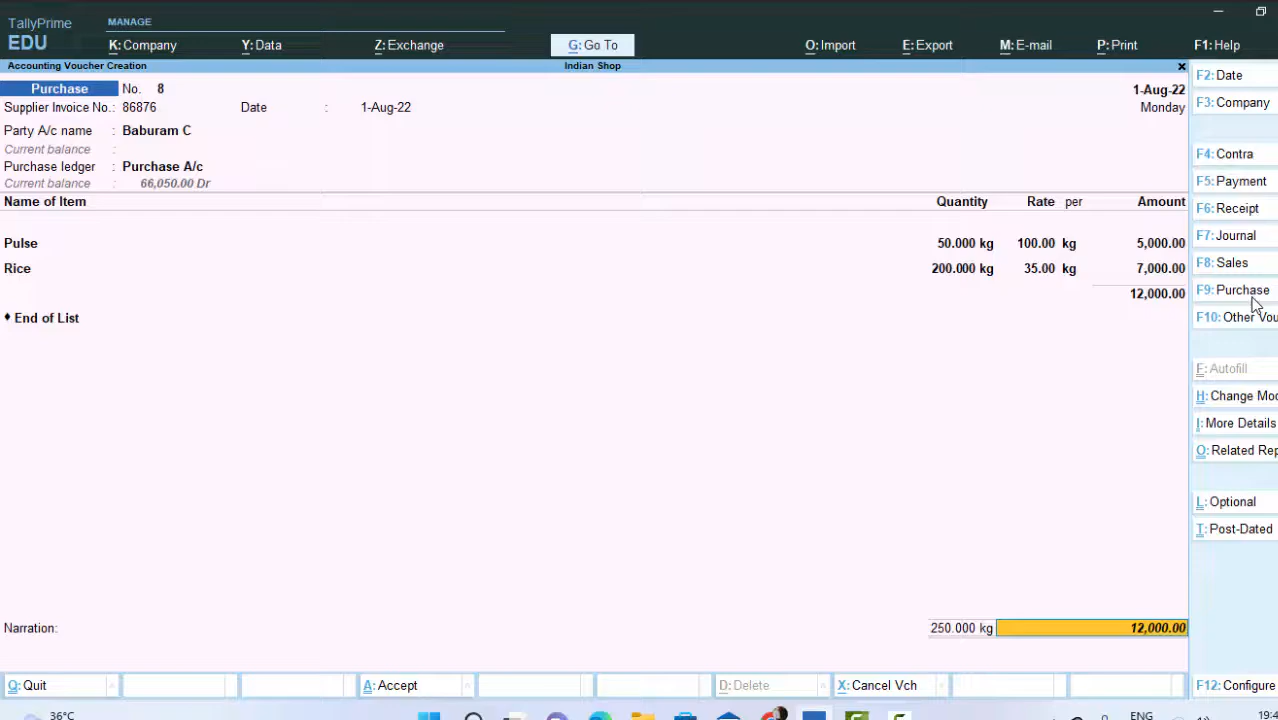 TallyPrime
EDU
MANAGE
K: Company
Y: Data
Z: Exchange
G: Go To
O: Import
E: Export
M: E-mail
P: Print
F1: Help
Accounting Voucher Creation
Indian Shop
Purchase No. 8
1-Aug-22
Supplier Invoice No.: 86876 Date : 1-Aug-22
Monday
Party A/c name : Baburam C
Current balance :
Purchase ledger : Purchase A/c
Current balance : 66,050.00 Dr
Name of Item Quantity Rate per Amount
Pulse 50.000 kg 100.00 kg 5,000.00
Rice 200.000 kg 35.00 kg 7,000.00
12,000.00
♦ End of List
Narration: 250.000 kg 12,000.00
F2: Date
F3: Company
F4: Contra
F5: Payment
F6: Receipt
F7: Journal
F8: Sales
F9: Purchase
F10: Other Vou
F: Autofill
H: Change Mod
I: More Details
O: Related Rep
L: Optional
T: Post-Dated
Q: Quit
A: Accept
D: Delete
X: Cancel Vch
F12: Configure
36°C
ENG
19:4